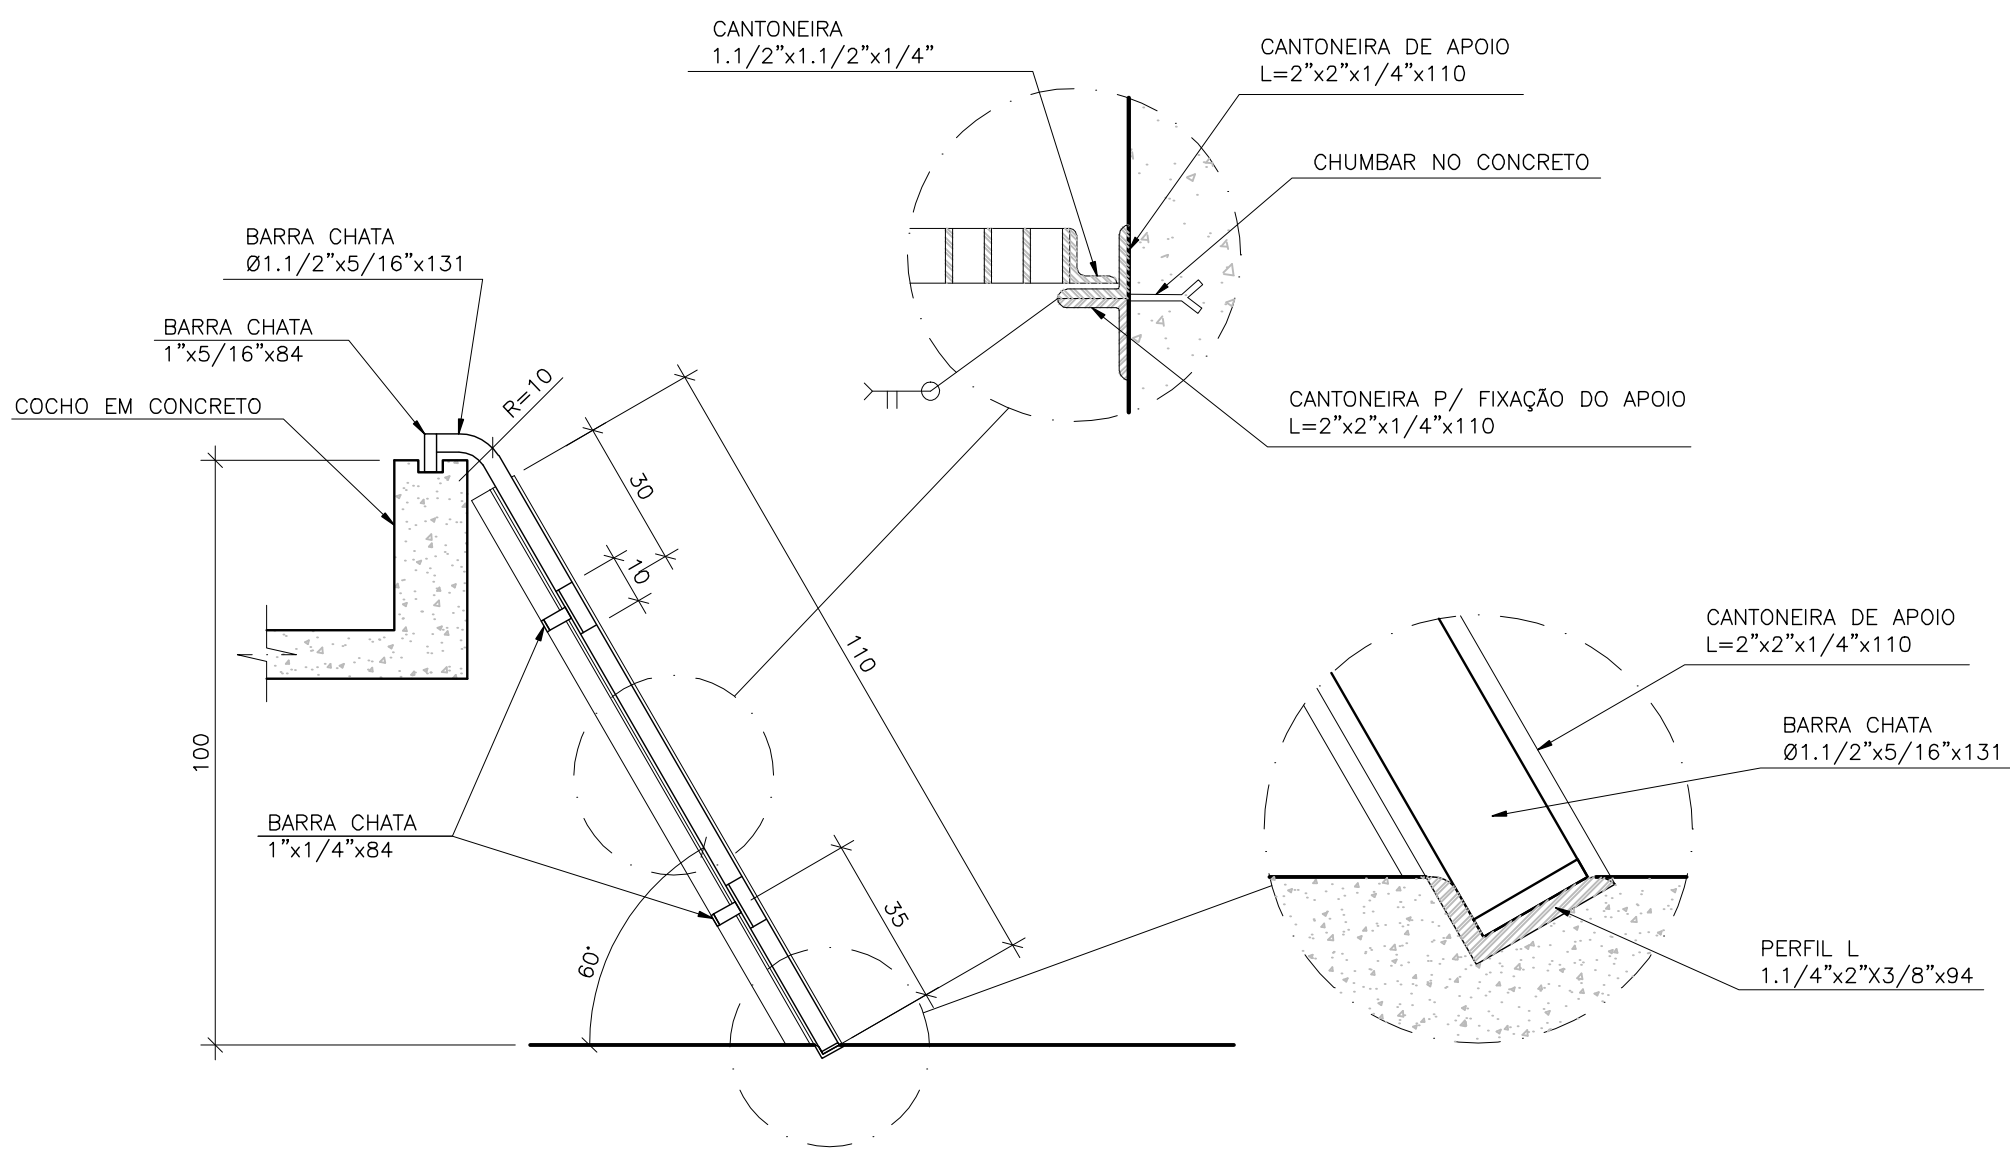 CANTONEIRA
1.1/2"x1.1/2"x1/4"
CANTONEIRA DE APOIO
L=2"x2"x1/4"x110
CHUMBAR NO CONCRETO
BARRA CHATA
Ø1.1/2"x5/16"x131
BARRA CHATA
1"x5/16"x84
COCHO EM CONCRETO
R=10
CANTONEIRA P/ FIXAÇÃO DO APOIO
L=2"x2"x1/4"x110
30
10
110
100
CANTONEIRA DE APOIO
L=2"x2"x1/4"x110
BARRA CHATA
Ø1.1/2"x5/16"x131
BARRA CHATA
1"x1/4"x84
35
60°
PERFIL L
1.1/4"x2"X3/8"x94